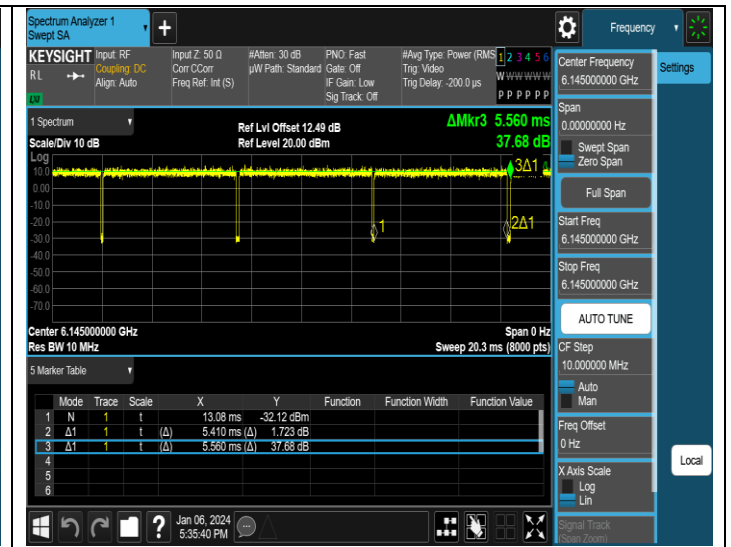 Spectrum Analyzer 1
Swept SA
+
Frequency
KEYSIGHT
RL
LXI
Input: RF
Coupling: DC
Align: Auto
Input Z: 50 Ω
Corr CCorr
Freq Ref: Int (S)
#Atten: 30 dB
µW Path: Standard
PNO: Fast
Gate: Off
IF Gain: Low
Sig Track: Off
#Avg Type: Power (RMS
Trig: Video
Trig Delay: -200.0 µs
1 2 3 4 5 6
W W W W W W
P P P P P P
Center Frequency
6.145000000 GHz
Settings
1 Spectrum
Scale/Div 10 dB
Ref Lvl Offset 12.49 dB
Ref Level 20.00 dBm
ΔMkr3 5.560 ms
37.68 dB
Log
10.0
0.00
-10.0
-20.0
-30.0
-40.0
-50.0
-60.0
-70.0
3Δ1
1
2Δ1
Center 6.145000000 GHz
Res BW 10 MHz
Span 0 Hz
Sweep 20.3 ms (8000 pts)
Span
0.00000000 Hz
Swept Span
Zero Span
Full Span
Start Freq
6.145000000 GHz
Stop Freq
6.145000000 GHz
AUTO TUNE
CF Step
10.000000 MHz
Auto
Man
Freq Offset
0 Hz
X Axis Scale
Log
Lin
Signal Track
(Span Zoom)
Local
5 Marker Table
Mode Trace Scale X Y Function Function Width Function Value
1 N 1 t 13.08 ms -32.12 dBm
2 Δ1 1 t (Δ) 5.410 ms (Δ) 1.723 dB
3 Δ1 1 t (Δ) 5.560 ms (Δ) 37.68 dB
4
5
6
?
Jan 06, 2024
5:35:40 PM